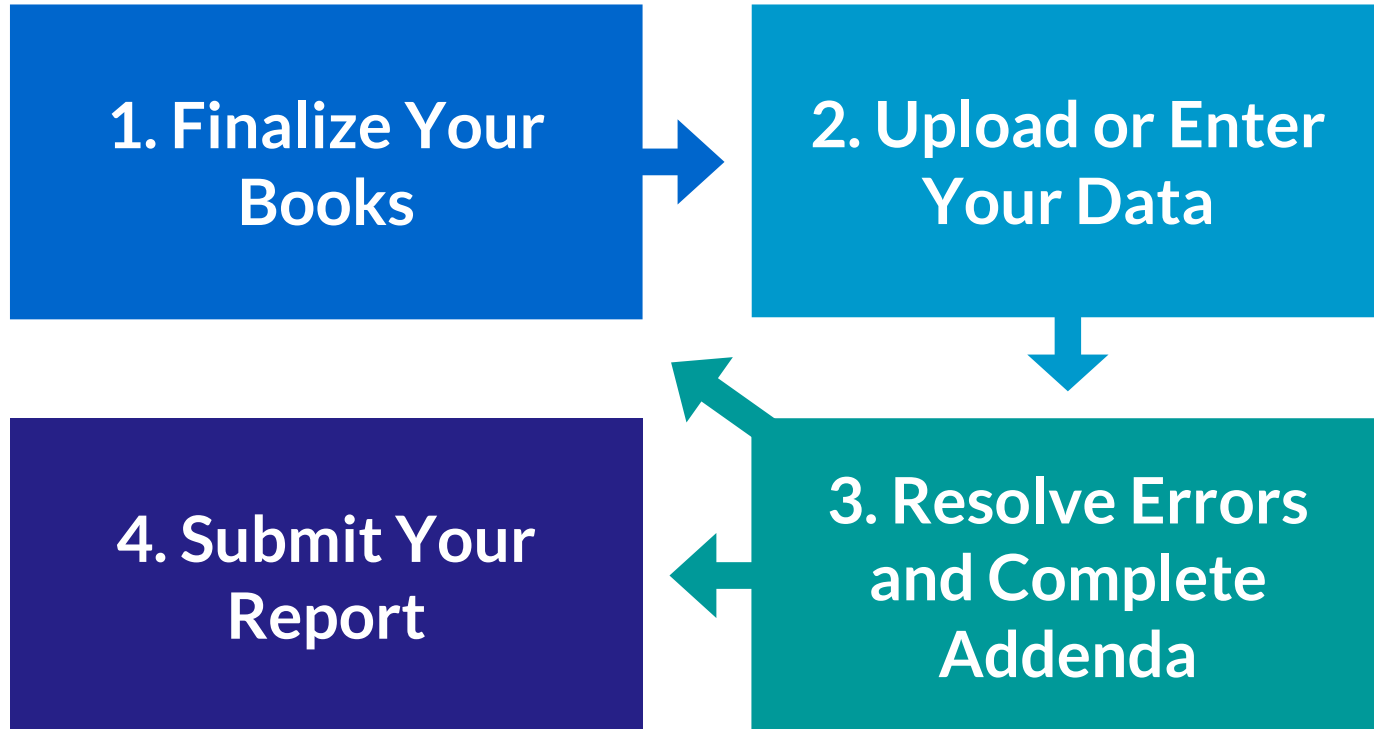 1. Finalize Your
Books
2. Upload or Enter
Your Data
3. Resolve Errors
and Complete
Addenda
4. Submit Your
Report